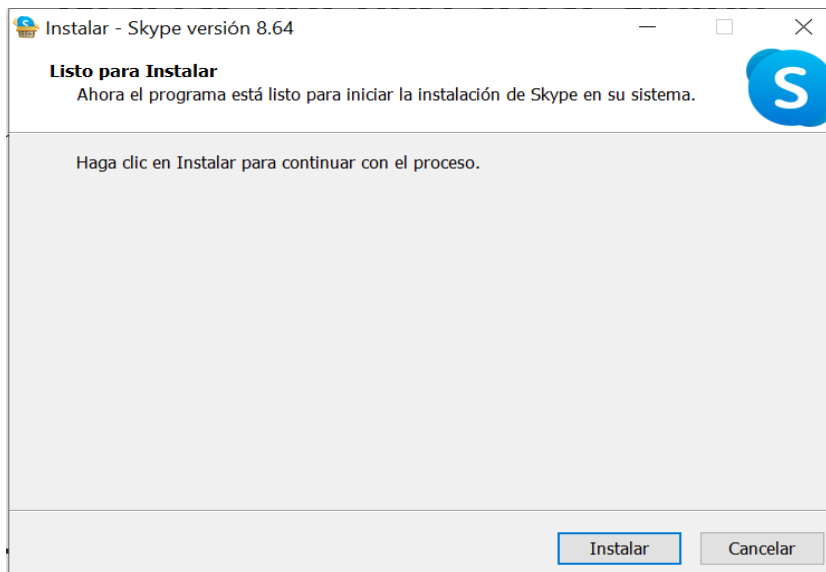 Instalar - Skype versión 8.64
Listo para Instalar
Ahora el programa está listo para iniciar la instalación de Skype en su sistema.
S
Haga clic en Instalar para continuar con el proceso.
Instalar
Cancelar